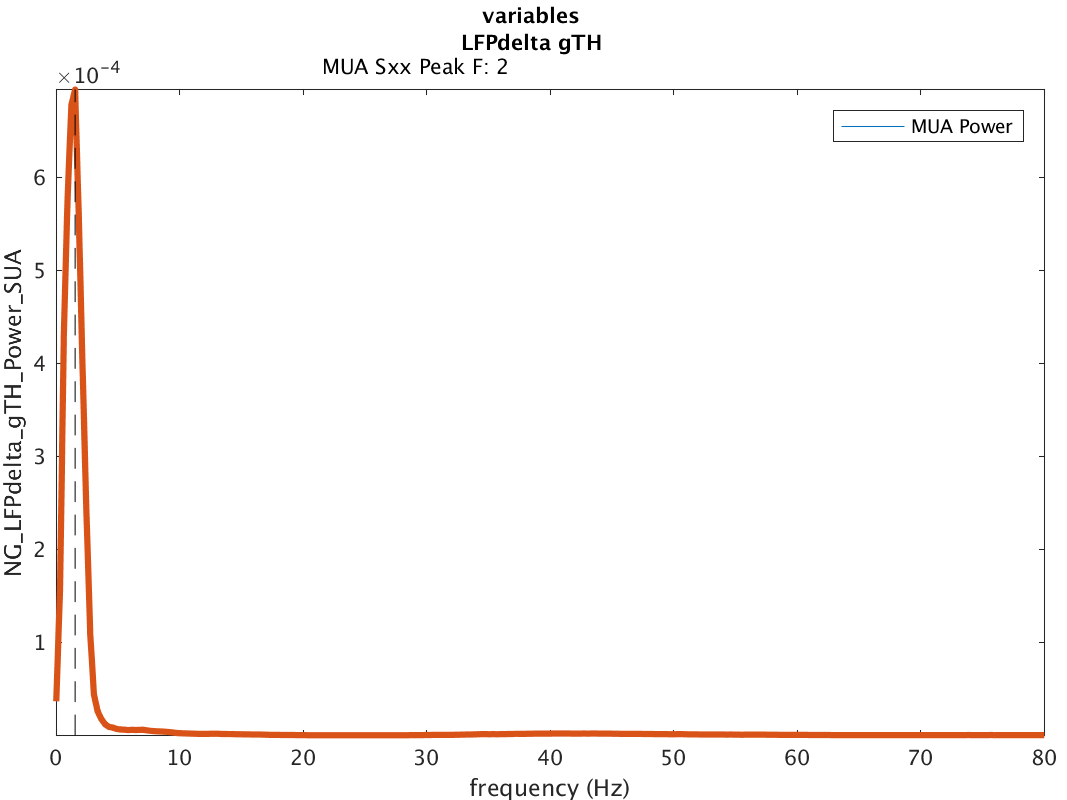 variables
LFPdelta gTH
MUA Sxx Peak F: 2
×10⁻⁴
MUA Power
6
5
4
3
2
1
NG_LFPdelta_gTH_Power_SUA
0 10 20 30 40 50 60 70 80
frequency (Hz)